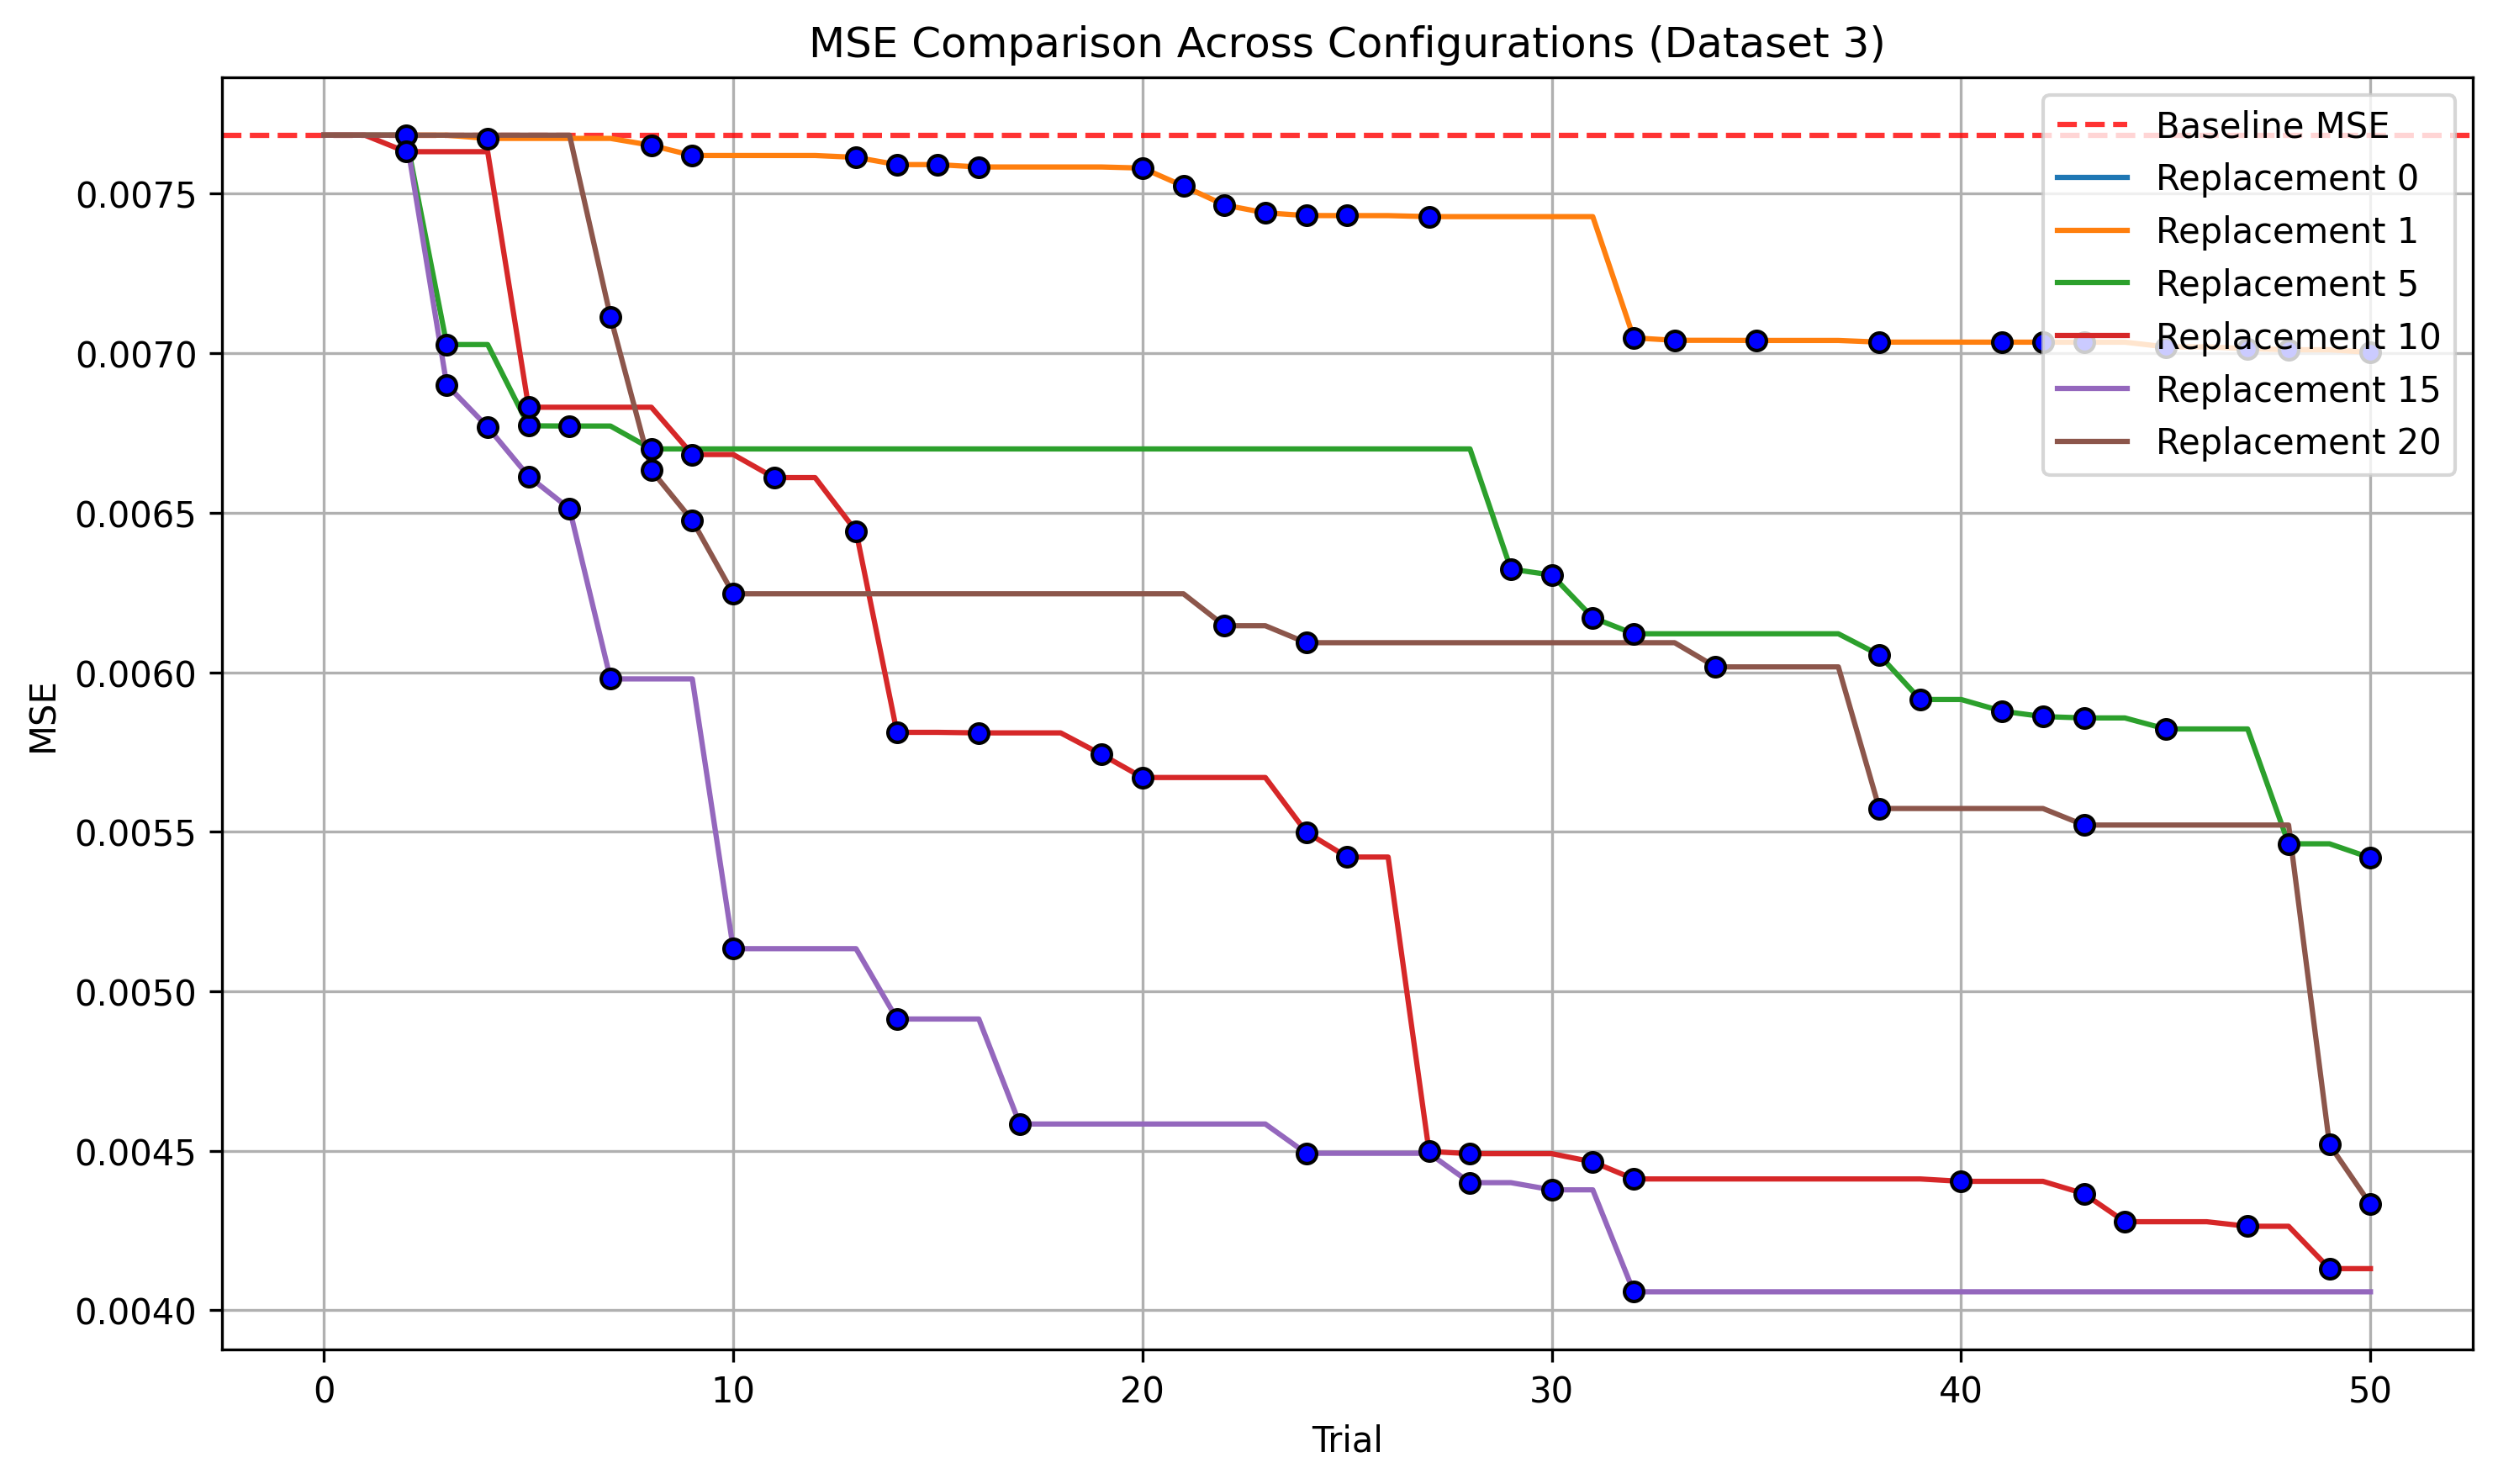 MSE Comparison Across Configurations (Dataset 3)
Baseline MSE
Replacement 0
Replacement 1
Replacement 5
Replacement 10
Replacement 15
Replacement 20
MSE
0.0075
0.0070
0.0065
0.0060
0.0055
0.0050
0.0045
0.0040
0
10
20
30
40
50
Trial